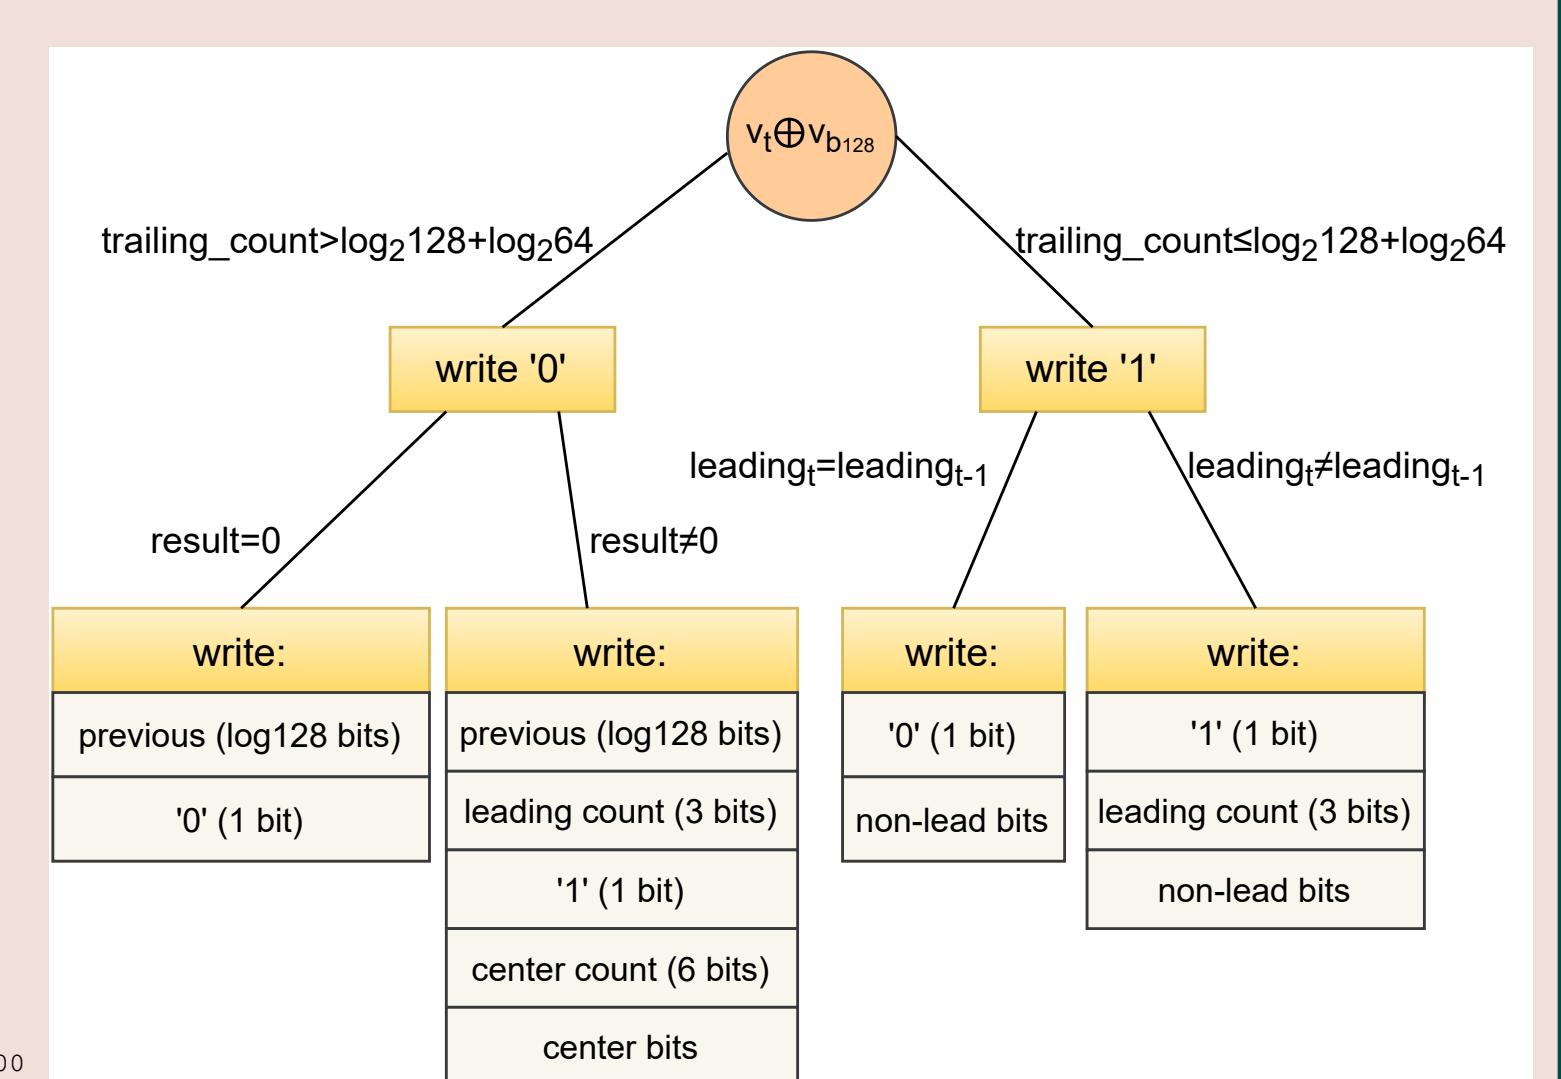 vₜ⊕v_b128
trailing_count>log₂128+log₂64
trailing_count≤log₂128+log₂64
write '0'
write '1'
leadingₜ=leadingₜ₋₁
leadingₜ≠leadingₜ₋₁
result=0
result≠0
write:
previous (log128 bits)
'0' (1 bit)
write:
previous (log128 bits)
leading count (3 bits)
'1' (1 bit)
center count (6 bits)
center bits
write:
'0' (1 bit)
non-lead bits
write:
'1' (1 bit)
leading count (3 bits)
non-lead bits